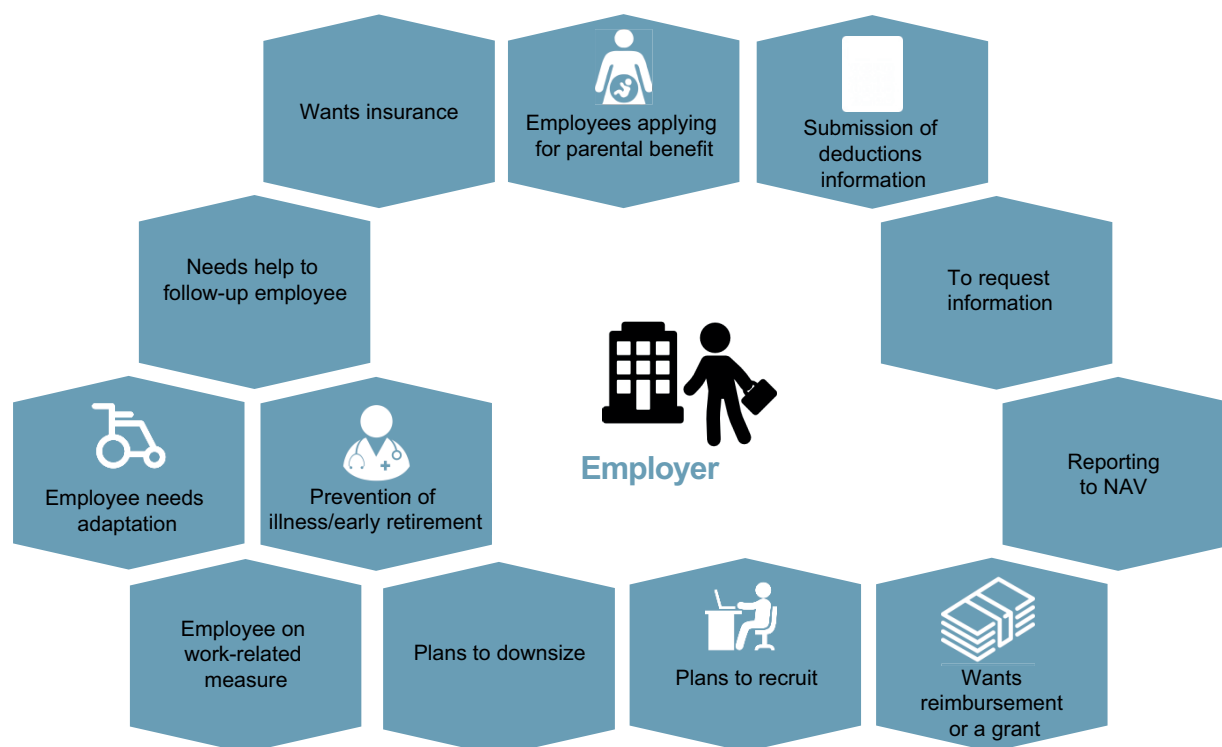 Wants insurance
Employees applying
for parental benefit
Submission of
deductions
information
Needs help to
follow-up employee
To request
information
Employer
Employee needs
adaptation
Prevention of
illness/early retirement
Reporting
to NAV
Employee on
work-related
measure
Plans to downsize
Plans to recruit
Wants
reimbursement
or a grant